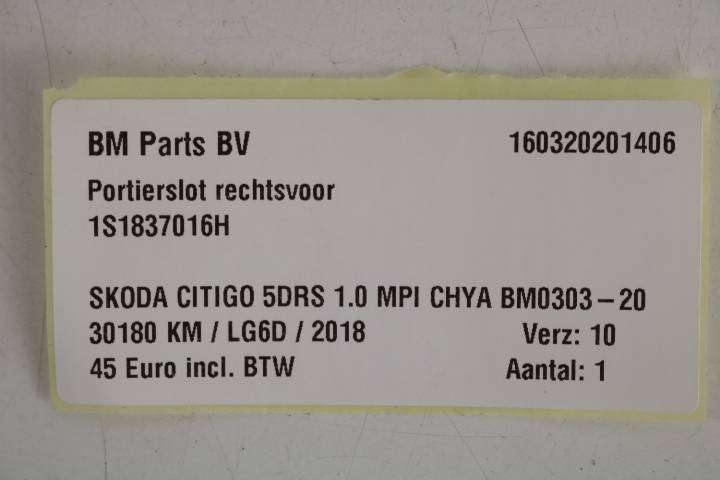 BM Parts BV 160320201406
Portierslot rechtsvoor
1S1837016H
SKODA CITIGO 5DRS 1.0 MPI CHYA BM0303-20
30180 KM / LG6D / 2018 Verz: 10
45 Euro incl. BTW Aantal: 1